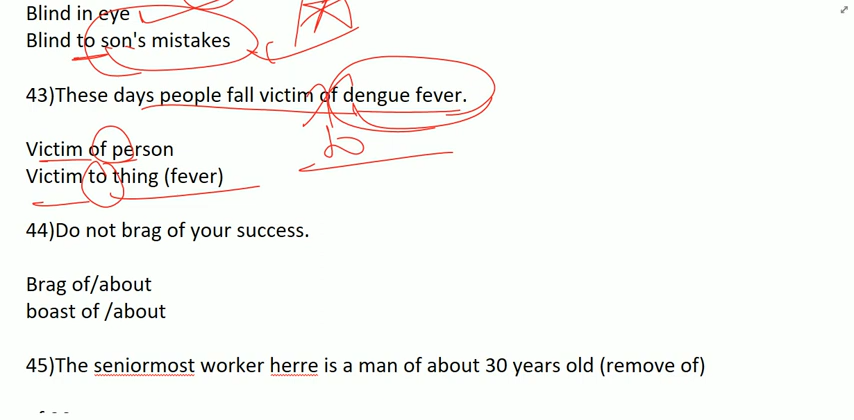 Blind in eye
Blind to son's mistakes
43)These days people fall victim of dengue fever.
to
Victim of person
Victim to thing (fever)
44)Do not brag of your success.
Brag of/about
boast of /about
45)The seniormost worker herre is a man of about 30 years old (remove of)